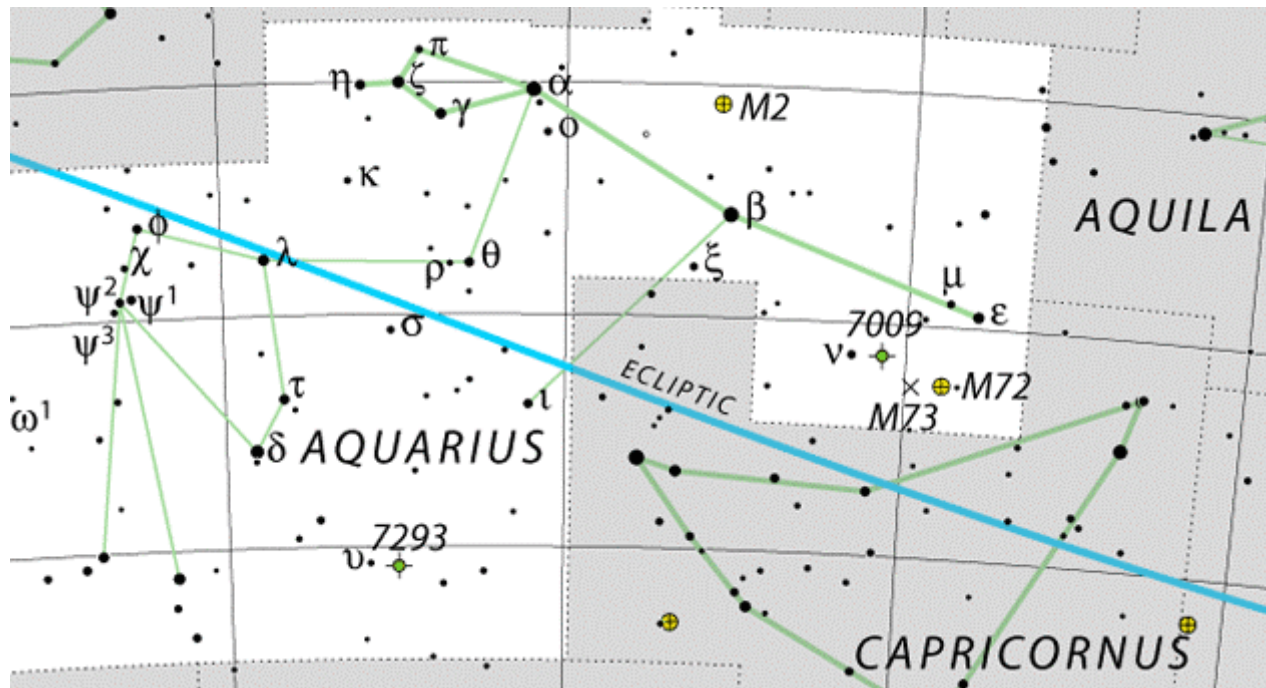 π
η
ζ
α
γ
M2
ο
κ
β
AQUILA
φ
χ
λ
ρ
θ
ξ
ψ²
ψ¹
μ
ε
σ
7009
ψ³
ν
ECLIPTIC
M72
τ
ι
M73
ω¹
δ
AQUARIUS
7293
υ
CAPRICORNUS